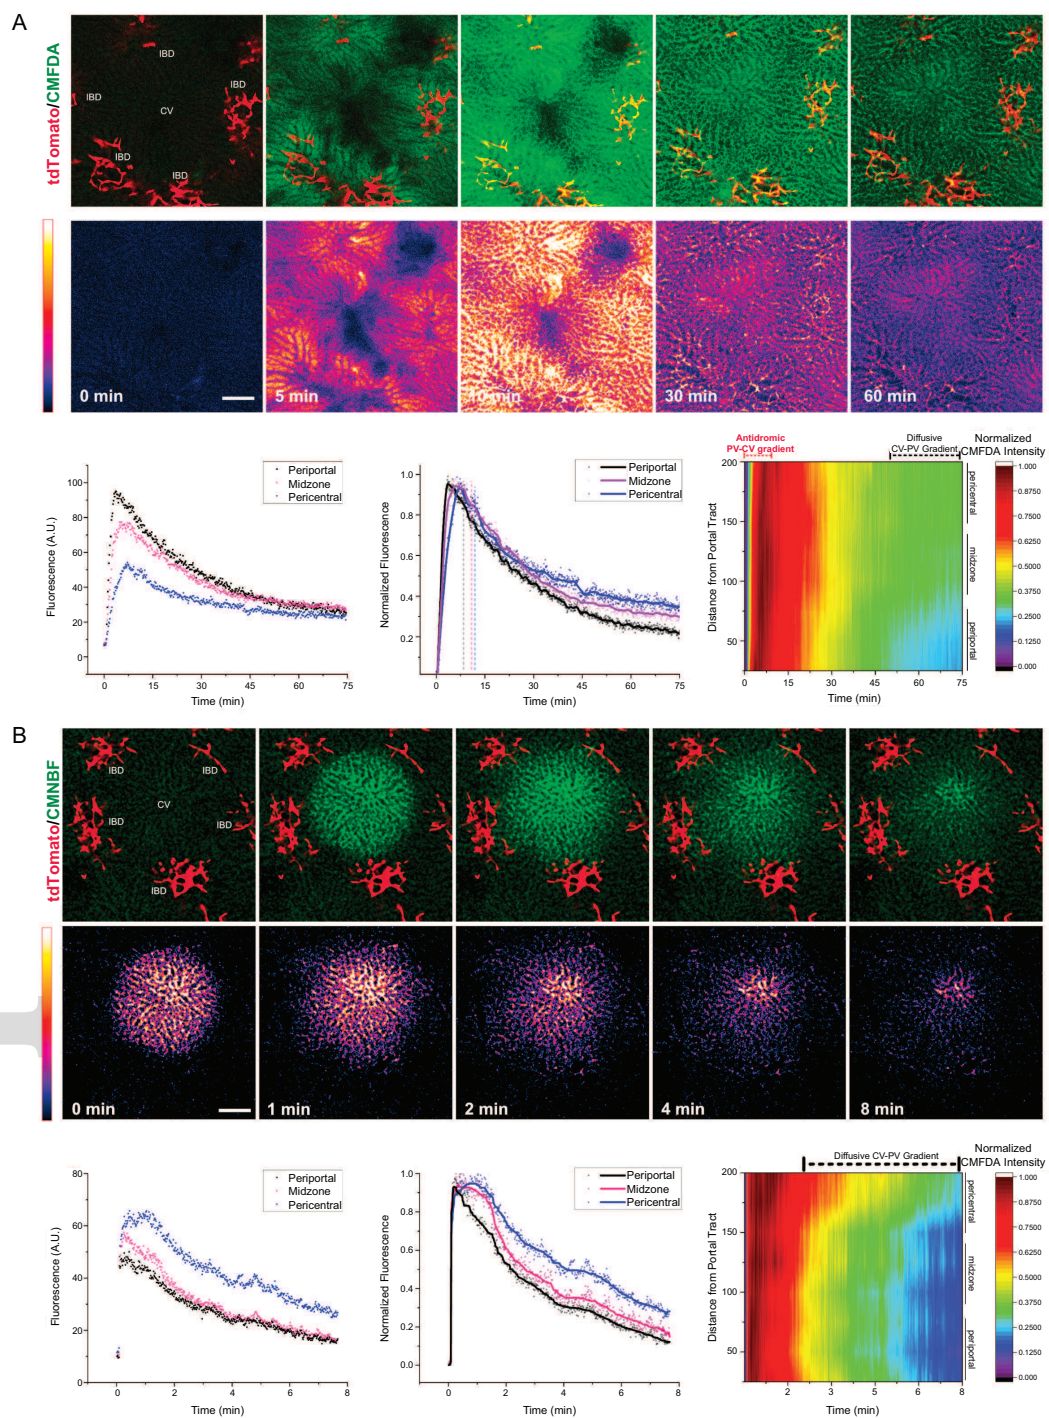 A
tdTomato/CMFDA
IBD
IBD
IBD
CV
IBD
IBD
0 min
5 min
10 min
30 min
60 min
Fluorescence (A.U.)
100
80
60
40
20
0
0
15
30
45
60
75
Time (min)
Periportal
Midzone
Pericentral
Normalized Fluorescence
1.0
0.8
0.6
0.4
0.2
0
15
30
45
60
75
Time (min)
Periportal
Midzone
Pericentral
Antidromic
PV-CV gradient
Diffusive
CV-PV Gradient
Normalized
CMFDA Intensity
Distance from Portal Tract
200
150
100
50
0
15
30
45
60
75
Time (min)
pericentral
midzone
periportal
1.000
0.8750
0.7500
0.6250
0.5000
0.3750
0.2500
0.1250
0.000
B
tdTomato/CMNBF
IBD
IBD
CV
IBD
IBD
IBD
0 min
1 min
2 min
4 min
8 min
Fluorescence (A.U.)
80
60
40
20
0
0
2
4
6
8
Time (min)
Periportal
Midzone
Pericentral
Normalized Fluorescence
1.0
0.8
0.6
0.4
0.2
0.0
0
2
4
6
8
Time (min)
Periportal
Midzone
Pericentral
Diffusive CV-PV Gradient
Normalized
CMFDA Intensity
Distance from Portal Tract
200
150
100
50
2
3
5
6
8
Time (min)
pericentral
midzone
periportal
1.000
0.8750
0.7500
0.6250
0.5000
0.3750
0.2500
0.1250
0.000